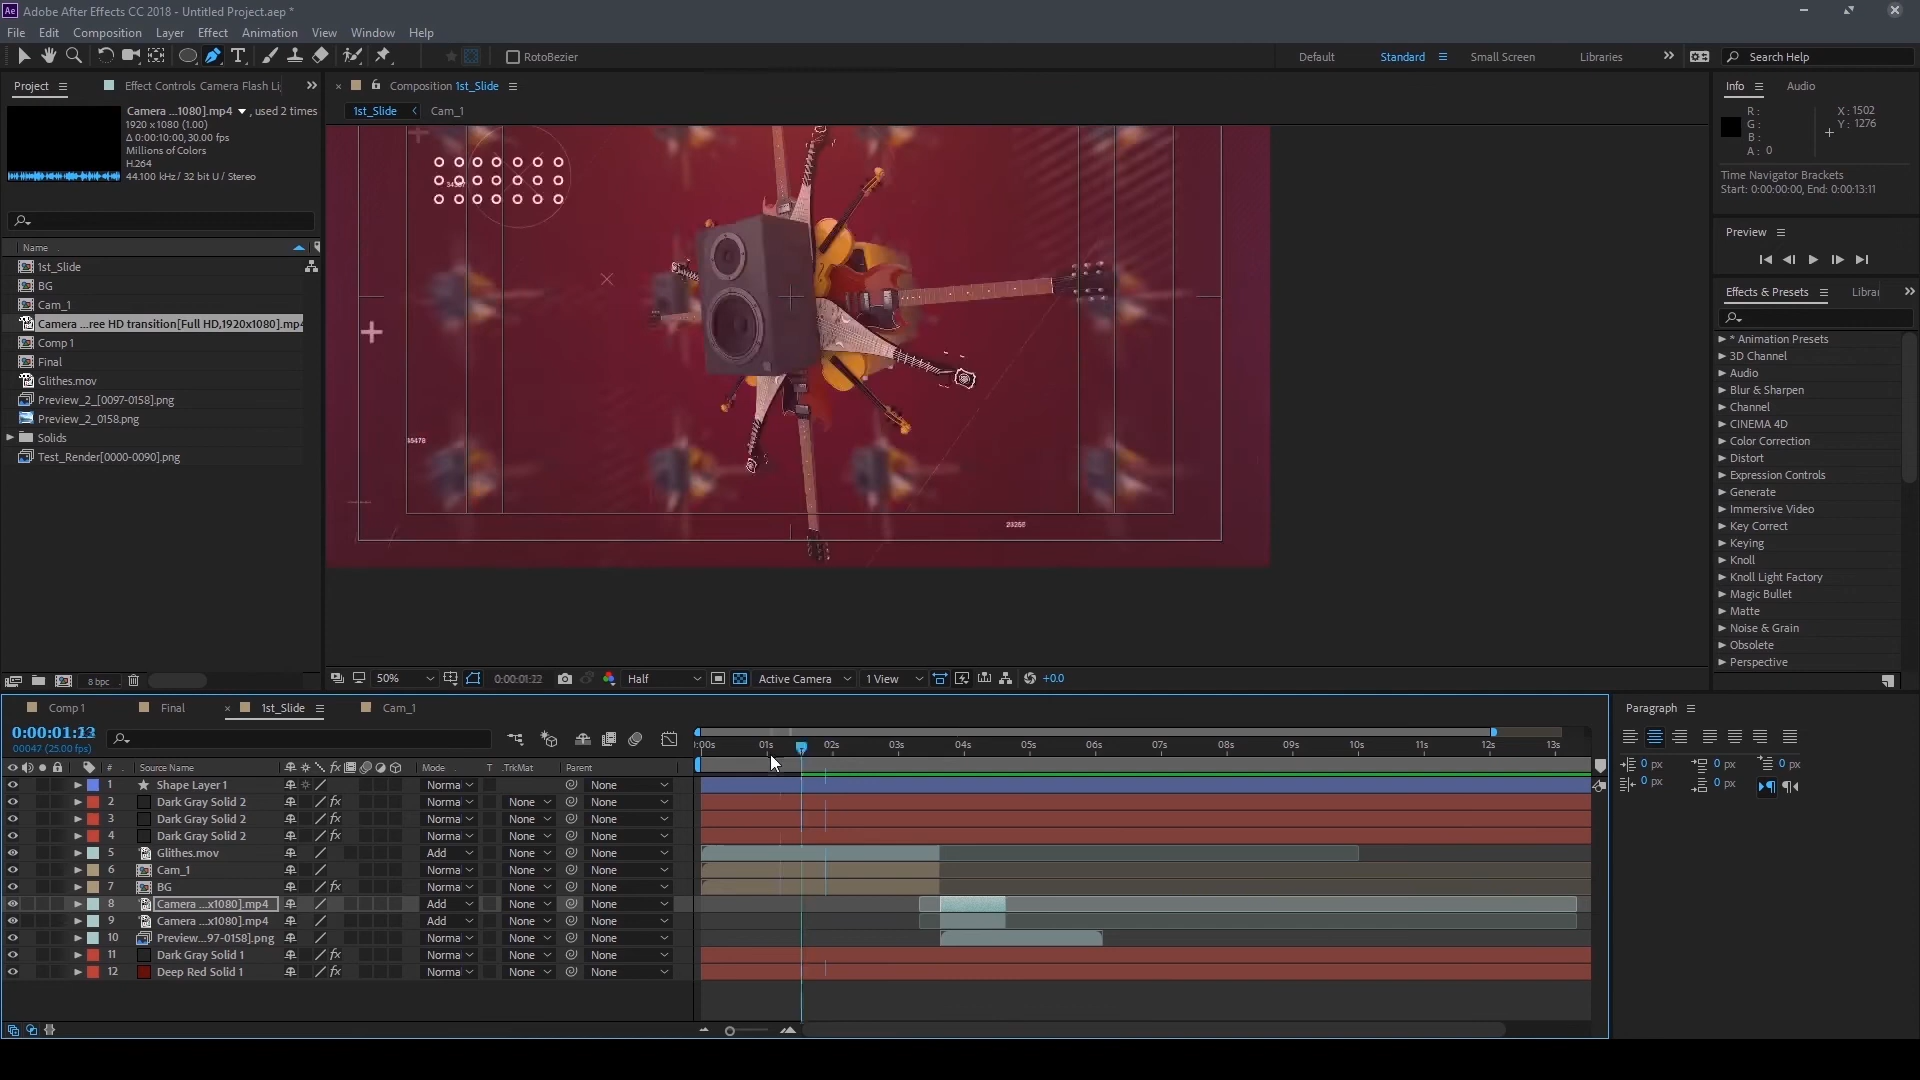 Ae Adobe After Effects CC 2018 - Untitled Project.aep *
File Edit Composition Layer Effect Animation View Window Help
RotoBezier
Default Standard Small Screen Libraries Search Help
Project Effect Controls Camera Flash Li
Camera ...1080].mp4 , used 2 times
1920 x1080 (1.00)
Δ 0:00:10:00, 30.00 fps
Millions of Colors
H.264
44.100 kHz / 32 bit U / Stereo
Name
1st_Slide
BG
Cam_1
Camera ...ree HD transition[Full HD,1920x1080].mp4
Comp 1
Final
Glithes.mov
Preview_2_[0097-0158].png
Preview_2_0158.png
Solids
Test_Render[0000-0090].png
8 bpc
Composition 1st_Slide
1st_Slide Cam_1
23256
50% 0:00:01:22 Half Active Camera 1 View +0.0
Info Audio
R :
G :
B :
A : 0
X : 1502
Y : 1276
Time Navigator Brackets
Start: 0:00:00:00, End: 0:00:13:11
Preview
Effects & Presets Librar
* Animation Presets
3D Channel
Audio
Blur & Sharpen
Channel
CINEMA 4D
Color Correction
Distort
Expression Controls
Generate
Immersive Video
Key Correct
Keying
Knoll
Knoll Light Factory
Magic Bullet
Matte
Noise & Grain
Obsolete
Perspective
Comp 1 Final 1st_Slide Cam_1
00047 (25.00 fps)
:00s 01s 02s 03s 04s 05s 06s 07s 08s 09s 10s 11s 12s 13s
# Source Name fx Mode T .TrkMat Parent
1 Shape Layer 1 Norma None
2 Dark Gray Solid 2 fx Norma None None
3 Dark Gray Solid 2 fx Norma None None
4 Dark Gray Solid 2 fx Norma None None
5 Glithes.mov Add None None
6 Cam_1 Norma None None
7 BG fx Norma None None
8 Camera ...x1080].mp4 Add None None
9 Camera ...x1080].mp4 Add None None
10 Preview...97-0158].png Norma None None
11 Dark Gray Solid 1 fx Norma None None
12 Deep Red Solid 1 fx Norma None None
Paragraph
0 px 0 px 0 px
0 px 0 px